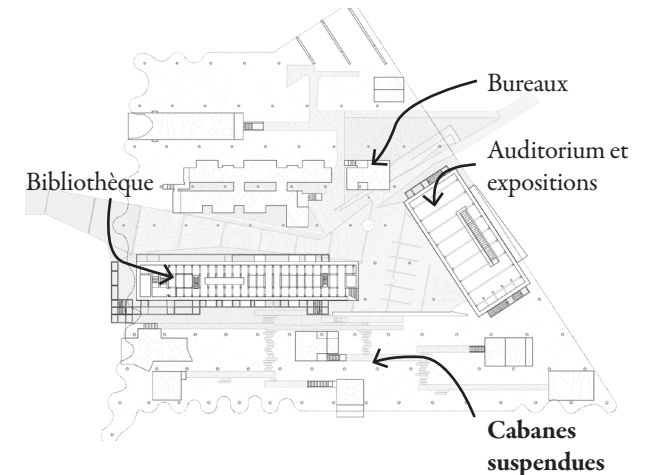 Bureaux
Auditorium et
expositions
Bibliothèque
Cabanes
suspendues